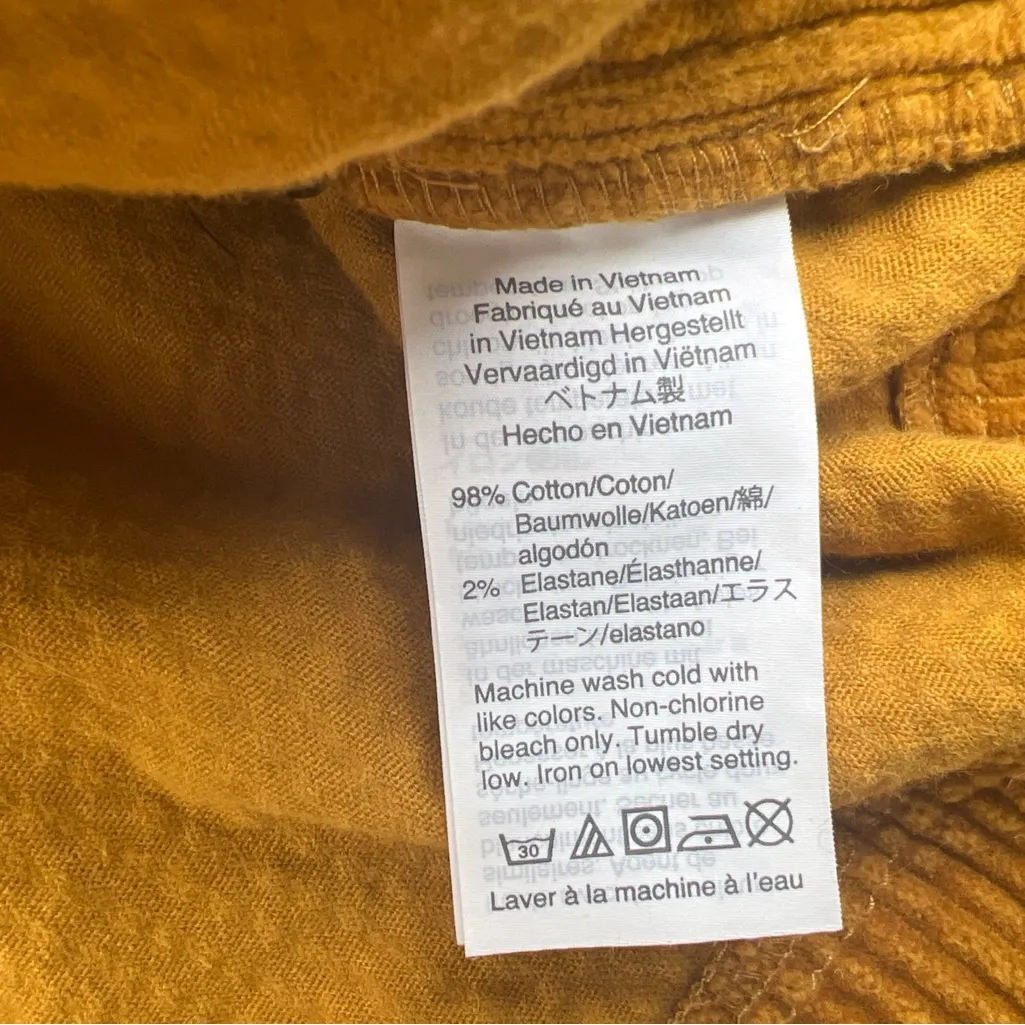 Made in Vietnam
Fabriqué au Vietnam
in Vietnam Hergestellt
Vervaardigd in Viëtnam
ベトナム製
Hecho en Vietnam
98% Cotton/Coton/
Baumwolle/Katoen/綿/
algodón
2% Elastane/Élasthanne/
Elastan/Elastaan/エラス
テーン/elastano
Machine wash cold with
like colors. Non-chlorine
bleach only. Tumble dry
low. Iron on lowest setting.
30
Laver à la machine à l'eau